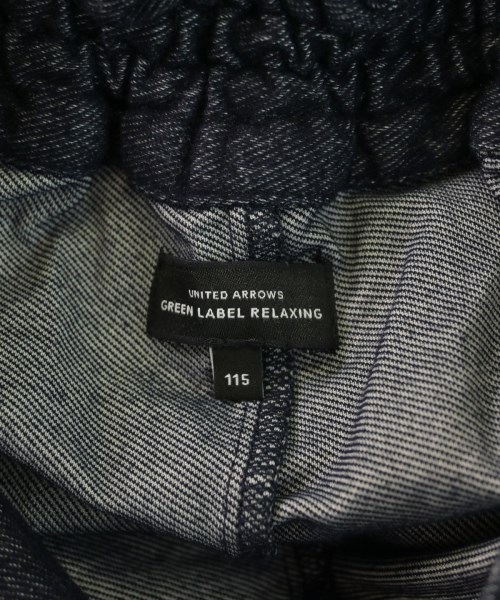 UNITED ARROWS
GREEN LABEL RELAXING
115